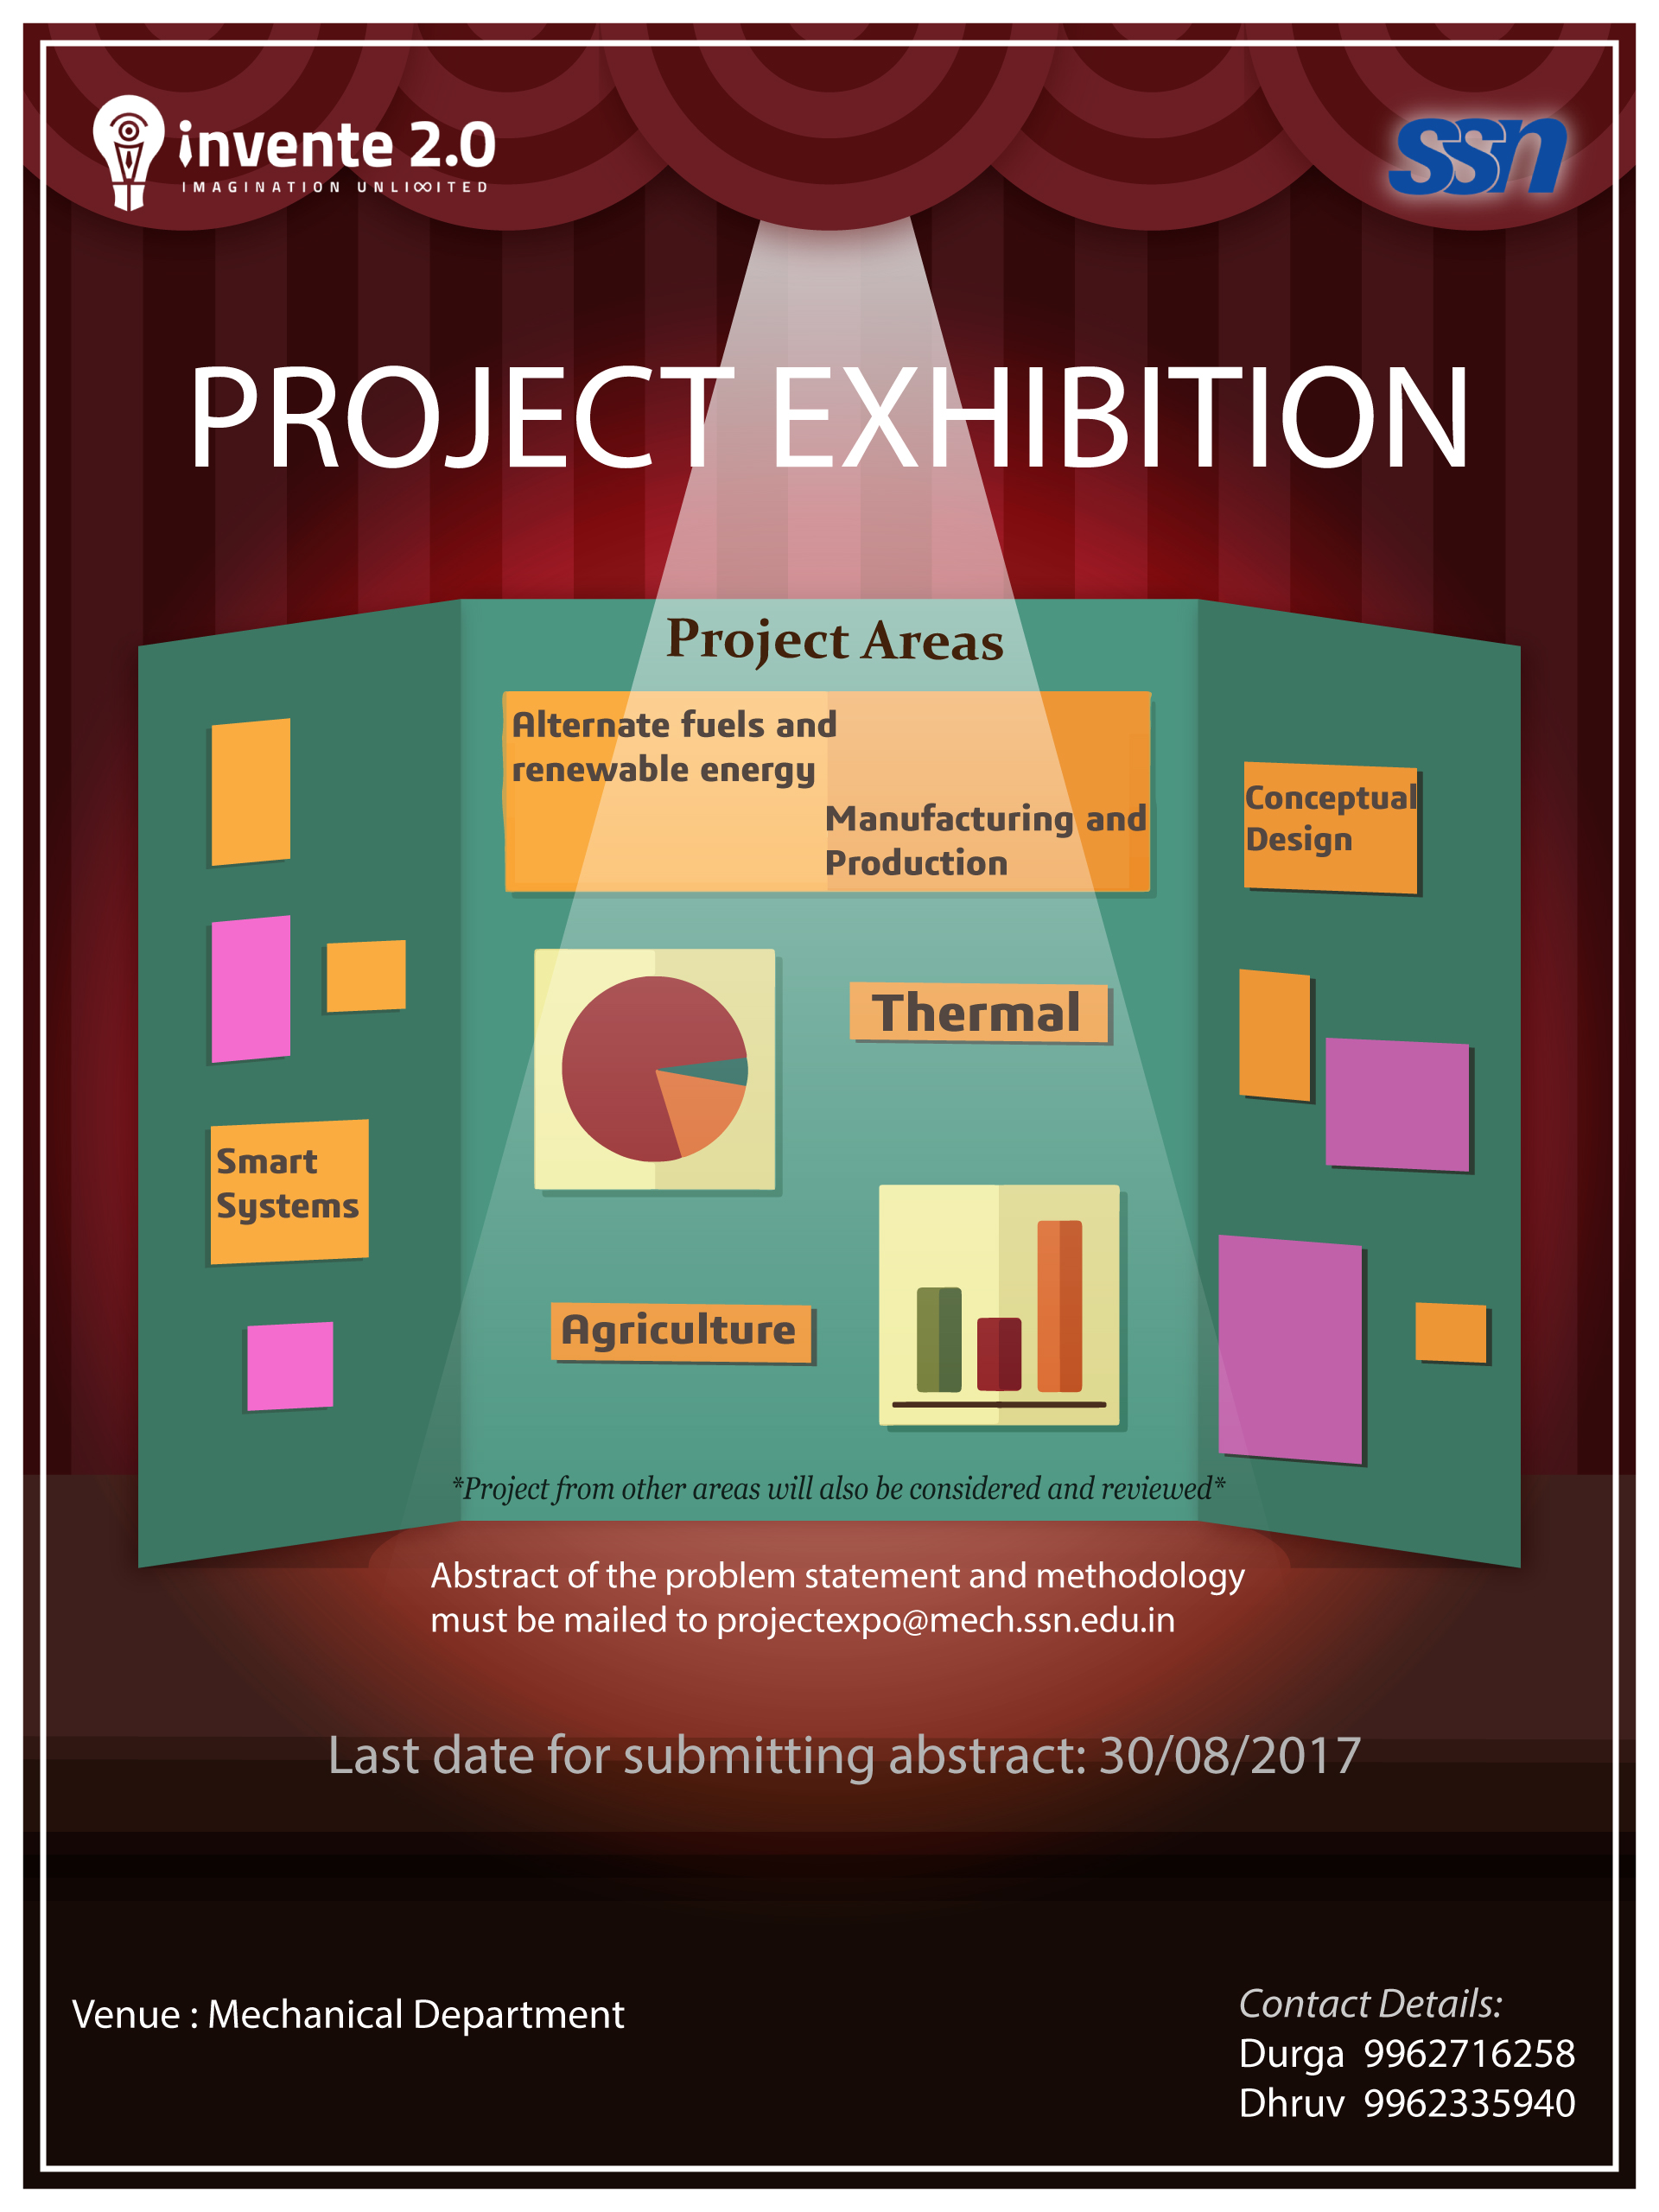 invente 2.0
IMAGINATION UNLI∞ITED
ssn
PROJECT EXHIBITION
Project Areas
Alternate fuels and
renewable energy
Manufacturing and
Production
Conceptual
Design
Thermal
Smart
Systems
Agriculture
*Project from other areas will also be considered and reviewed*
Abstract of the problem statement and methodology
must be mailed to projectexpo@mech.ssn.edu.in
Last date for submitting abstract: 30/08/2017
Venue : Mechanical Department
Contact Details:
Durga 9962716258
Dhruv 9962335940